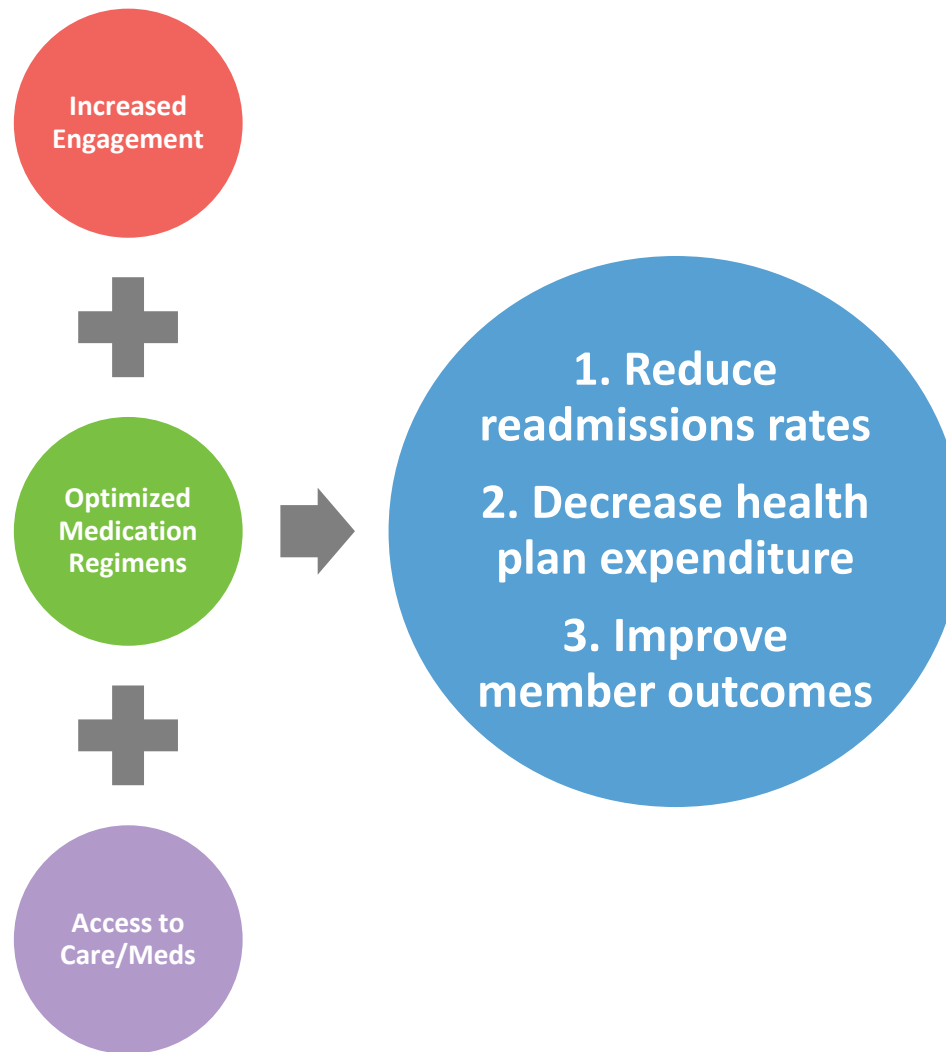 Increased
Engagement
Optimized
Medication
Regimens
Access to
Care/Meds
1. Reduce
readmissions rates
2. Decrease health
plan expenditure
3. Improve
member outcomes